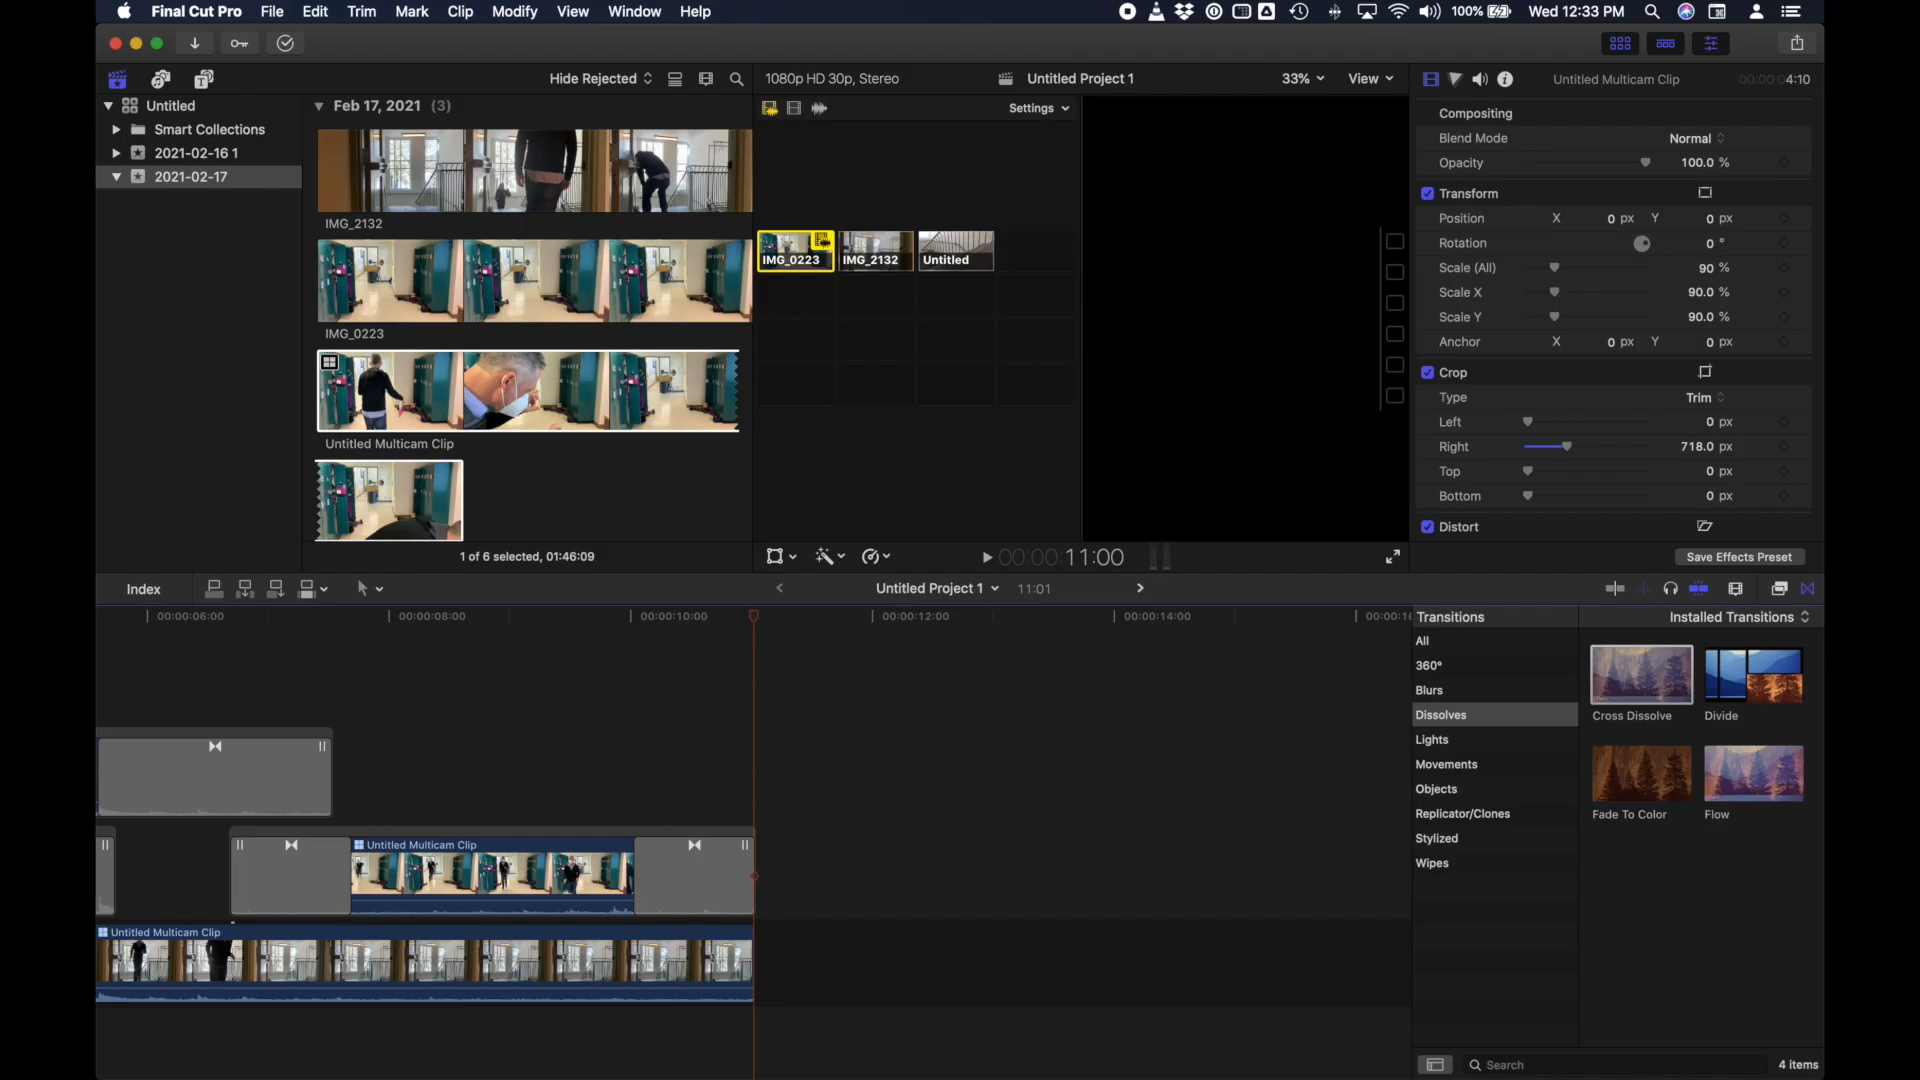 Final Cut Pro File Edit Trim Mark Clip Modify View Window Help 100% Wed 12:33 PM
Hide Rejected 1080p HD 30p, Stereo Untitled Project 1 33% View Untitled Multicam Clip 00:00:04:10
Untitled
Smart Collections
2021-02-16 1
2021-02-17
Feb 17, 2021 (3)
IMG_2132
IMG_0223
Untitled Multicam Clip
1 of 6 selected, 01:46:09
Settings
IMG_0223 IMG_2132 Untitled
00:00:11:00
Compositing
Blend Mode Normal
Opacity 100.0 %
Transform
Position X 0 px Y 0 px
Rotation 0 °
Scale (All) 90 %
Scale X 90.0 %
Scale Y 90.0 %
Anchor X 0 px Y 0 px
Crop
Type Trim
Left 0 px
Right 718.0 px
Top 0 px
Bottom 0 px
Distort
Save Effects Preset
Index Untitled Project 1 11:01
00:00:06:00 00:00:08:00 00:00:10:00 00:00:12:00 00:00:14:00
Untitled Multicam Clip
Untitled Multicam Clip
Transitions Installed Transitions
All
360°
Blurs
Dissolves
Lights
Movements
Objects
Replicator/Clones
Stylized
Wipes
Cross Dissolve Divide
Fade To Color Flow
Search 4 items